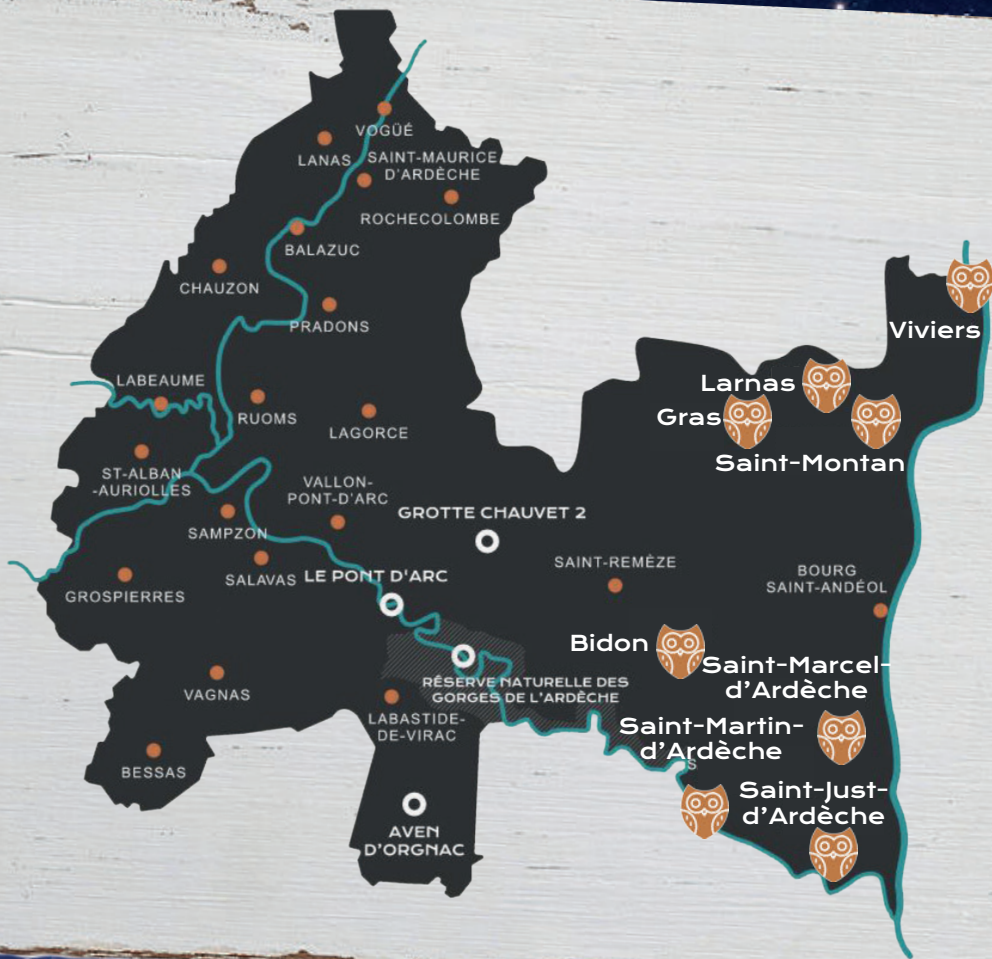 VOGÜÉ
LANAS
SAINT-MAURICE
D'ARDÈCHE
ROCHECOLOMBE
BALAZUC
CHAUZON
PRADONS
Viviers
LABEAUME
Larnas
Gras
RUOMS
LAGORCE
Saint-Montan
ST-ALBAN
-AURIOLLES
VALLON-
PONT-D'ARC
GROTTE CHAUVET 2
SAMPZON
SAINT-REMÈZE
BOURG
SAINT-ANDÉOL
SALAVAS
LE PONT D'ARC
GROSPIERRES
Bidon
Saint-Marcel-
d'Ardèche
VAGNAS
RÉSERVE NATURELLE DES
GORGES DE L'ARDÈCHE
LABASTIDE-
DE-VIRAC
Saint-Martin-
d'Ardèche
S
BESSAS
Saint-Just-
d'Ardèche
AVEN
D'ORGNAC